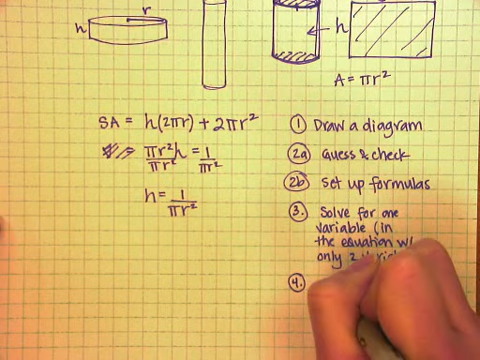 r
h
h
A = πr²
SA = h(2πr) + 2πr²
πr²h/πr² = 1/πr²
h = 1/πr²
① Draw a diagram
②a Guess & check
②b Set up formulas
③. Solve for one
variable (in
the equation w/
only 2
④.